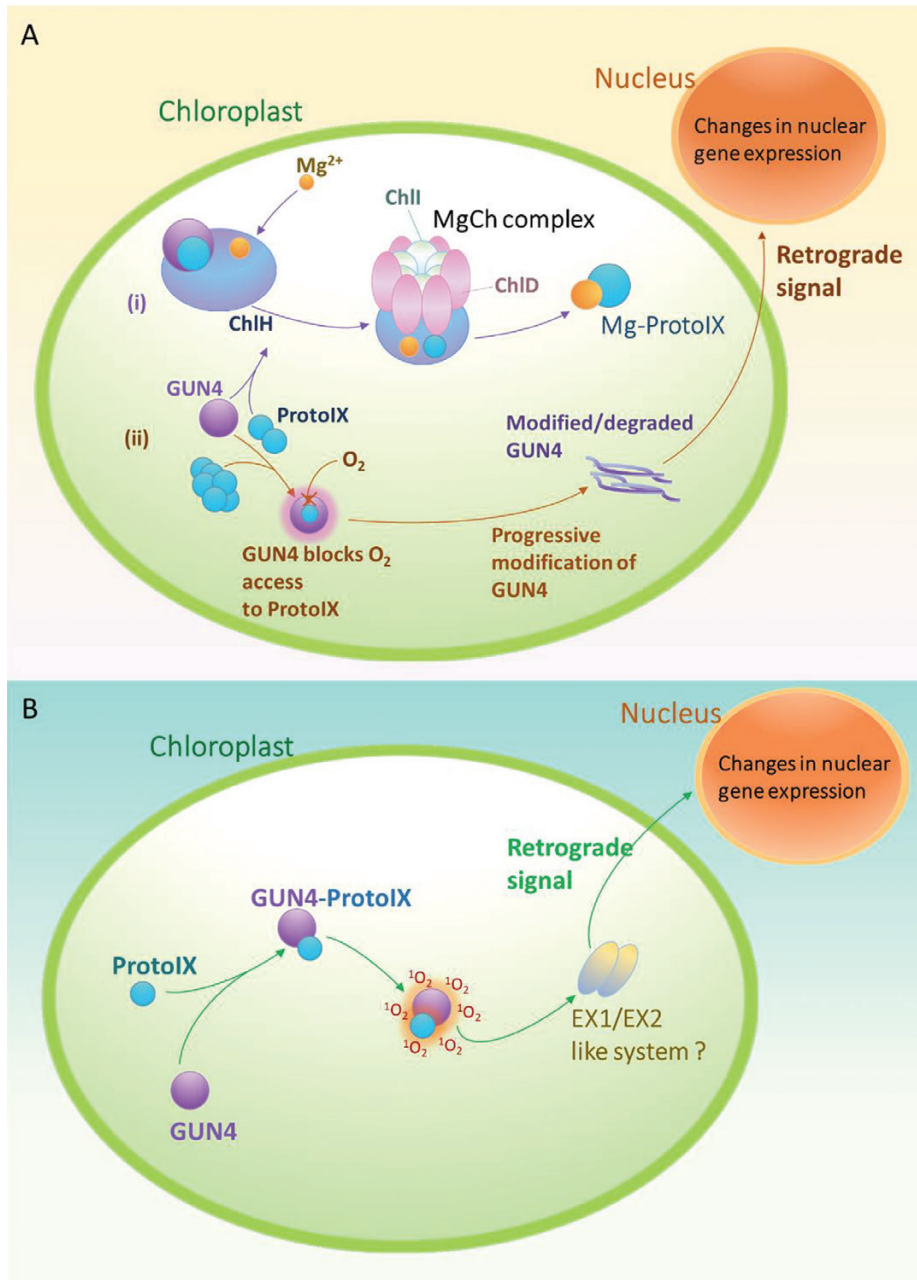 A
Nucleus
Chloroplast
Changes in nuclear
gene expression
Mg²⁺
ChlI
MgCh complex
Retrograde
signal
(i)
ChlD
ChlH
Mg-ProtoIX
GUN4
ProtoIX
(ii)
Modified/degraded
GUN4
O₂
GUN4 blocks O₂
access
to ProtoIX
Progressive
modification of
GUN4
B
Nucleus
Chloroplast
Changes in nuclear
gene expression
Retrograde
signal
GUN4-ProtoIX
ProtoIX
¹O₂
¹O₂
¹O₂
¹O₂
¹O₂
¹O₂
¹O₂
EX1/EX2
like system ?
GUN4